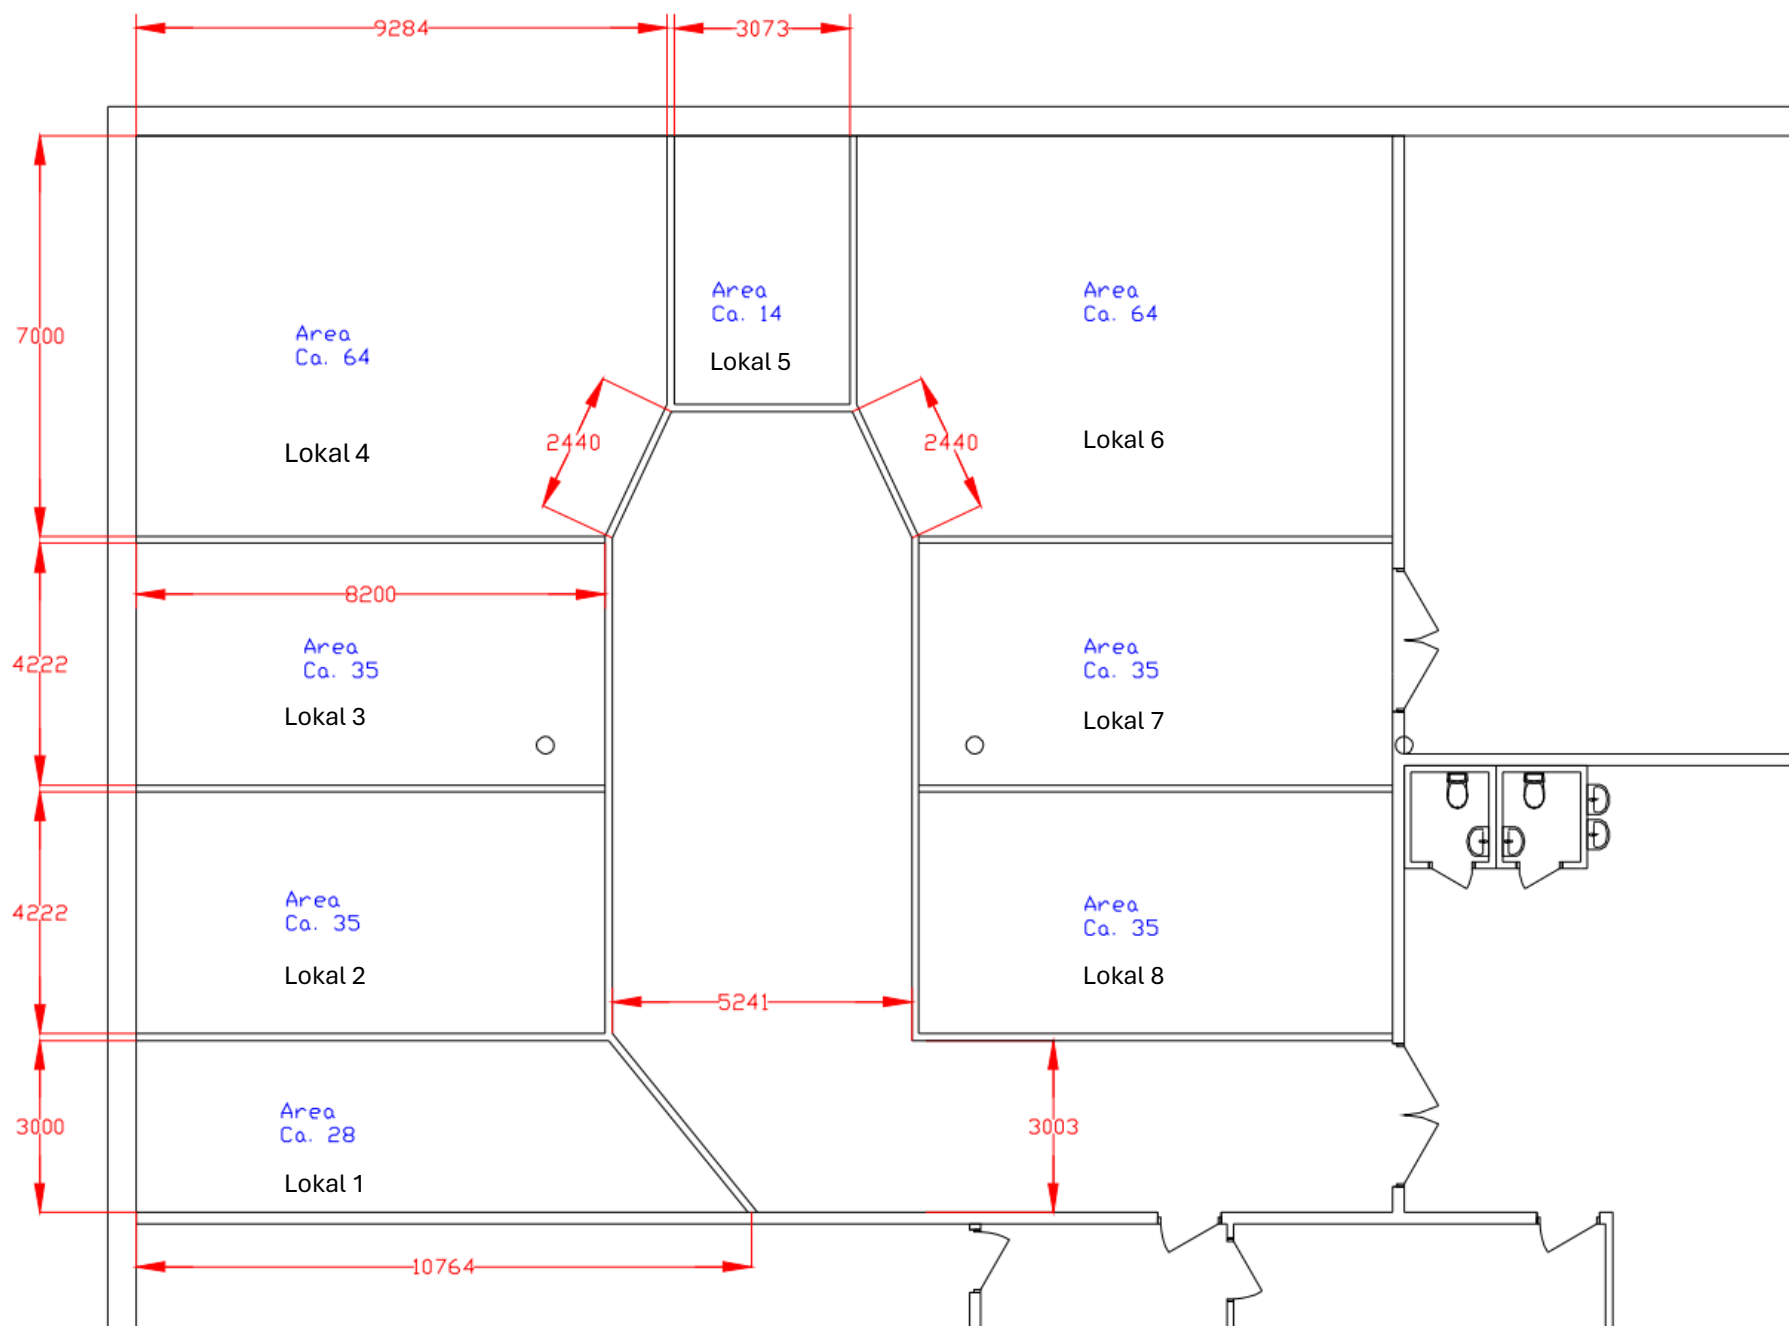 9284
3073
Area
Ca. 64
Lokal 4
7000
2440
Area
Ca. 14
Lokal 5
2440
Area
Ca. 64
Lokal 6
8200
4222
Area
Ca. 35
Lokal 3
Area
Ca. 35
Lokal 7
4222
Area
Ca. 35
Lokal 2
5241
Area
Ca. 35
Lokal 8
3000
Area
Ca. 28
Lokal 1
3003
10764